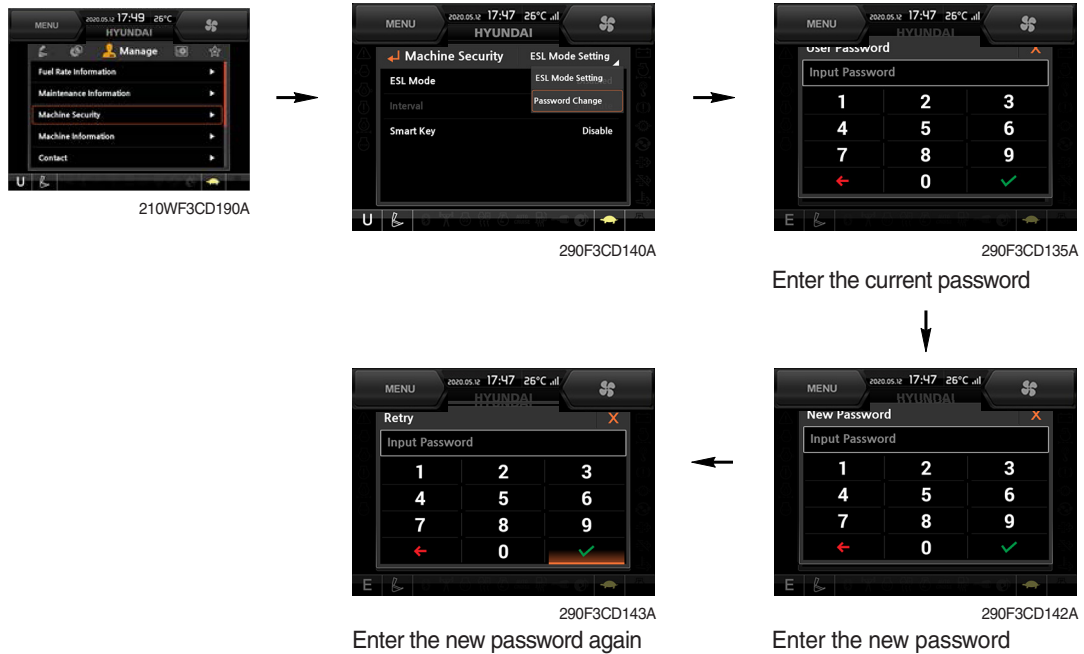 MENU
2020.05.12 17:49 26°C
HYUNDAI
Manage
Fuel Rate Information
Maintenance Information
Machine Security
Machine Information
Contact
U
210WF3CD190A
MENU
2020.05.12 17:47 26°C
HYUNDAI
Machine Security
ESL Mode Setting
ESL Mode
ESL Mode Setting
Interval
Password Change
Smart Key
Disable
U
290F3CD140A
MENU
2020.05.12 17:47 26°C
HYUNDAI
User Password X
Input Password
1 2 3
4 5 6
7 8 9
0
E
290F3CD135A
Enter the current password
MENU
2020.05.12 17:47 26°C
HYUNDAI
Retry X
Input Password
1 2 3
4 5 6
7 8 9
0
E
290F3CD143A
Enter the new password again
MENU
2020.05.12 17:47 26°C
HYUNDAI
New Password X
Input Password
1 2 3
4 5 6
7 8 9
0
E
290F3CD142A
Enter the new password